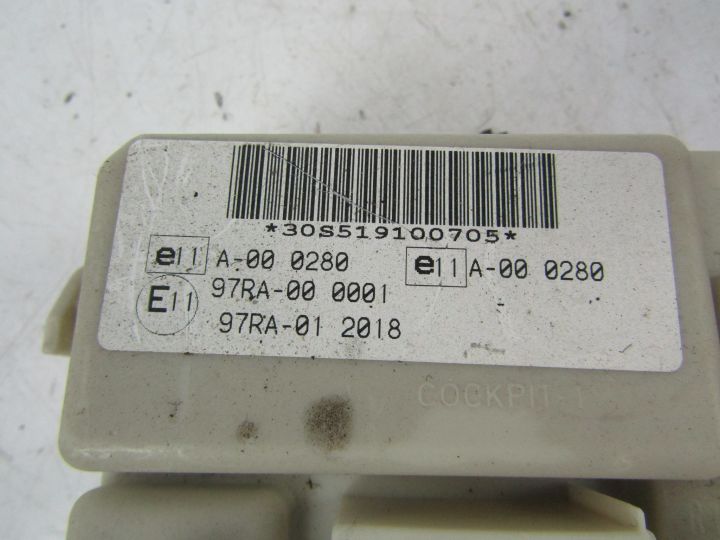 *30S519100705*
e11 A-00 0280 e11 A-00 0280
E11 97RA-00 0001
97RA-01 2018
COCKPIT-1